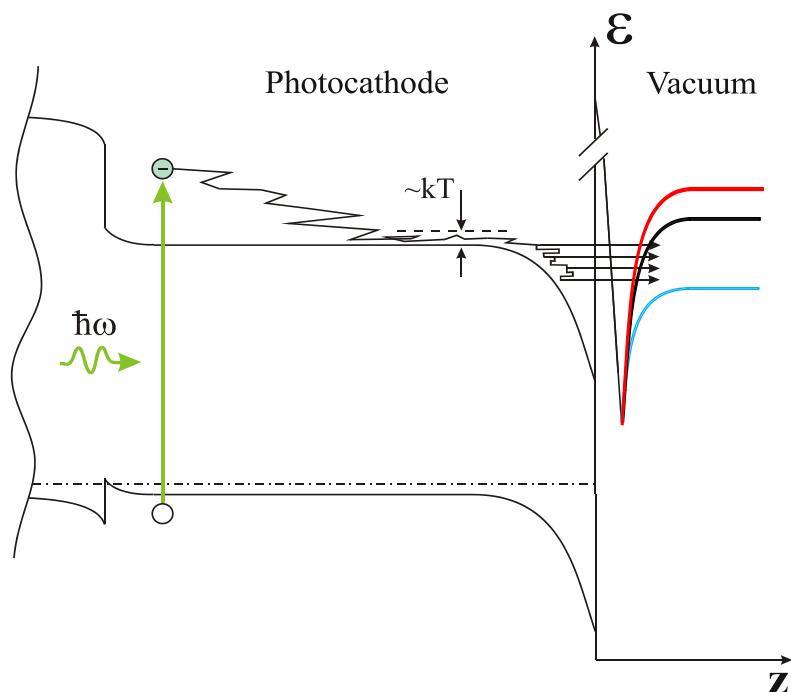 ε
Photocathode
Vacuum
~kT
−
ħω
z